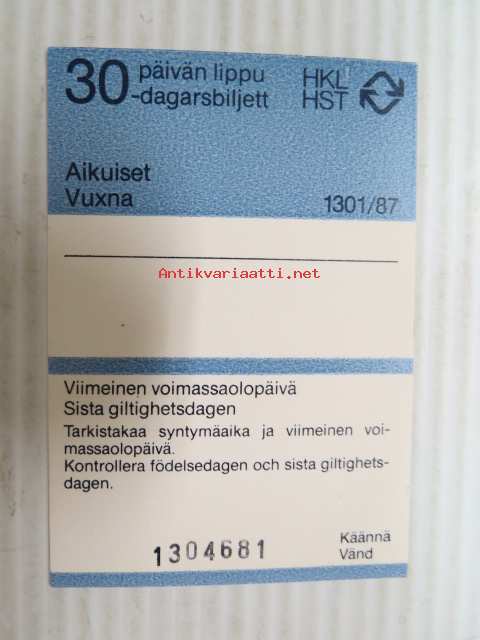 30 päivän lippu
-dagarsbiljett
HKL
HST
Aikuiset
Vuxna
1301/87
Antikvariaatti.net
Viimeinen voimassaolopäivä
Sista giltighetsdagen
Tarkistakaa syntymäaika ja viimeinen voi-
massaolopäivä.
Kontrollera födelsedagen och sista giltighets-
dagen.
1304681
Käännä
Vänd